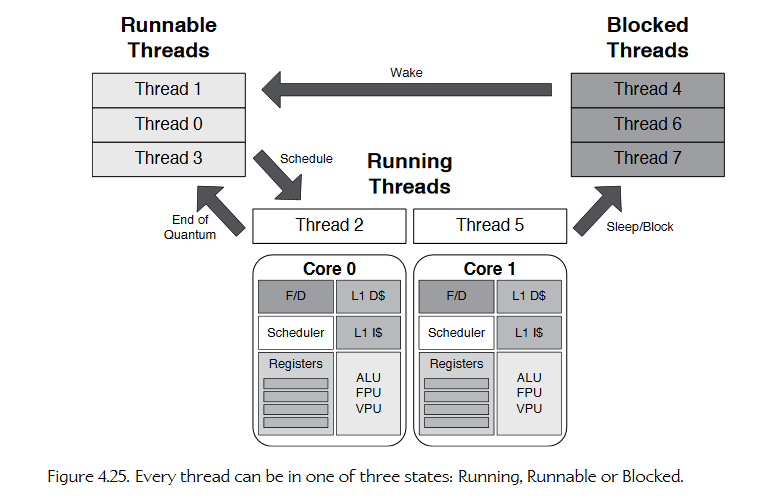 Runnable
Threads
Blocked
Threads
Wake
Thread 1
Thread 0
Thread 3
Thread 4
Thread 6
Thread 7
Schedule
Running
Threads
End of
Quantum
Sleep/Block
Thread 2
Thread 5
Core 0
F/D
L1 D$
Scheduler
L1 I$
Registers
ALU
FPU
VPU
Core 1
F/D
L1 D$
Scheduler
L1 I$
Registers
ALU
FPU
VPU
Figure 4.25. Every thread can be in one of three states: Running, Runnable or Blocked.